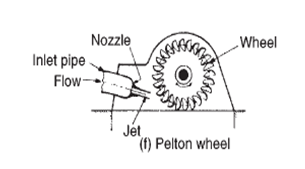 Nozzle
Wheel
Inlet pipe
Flow
Jet
(f) Pelton wheel